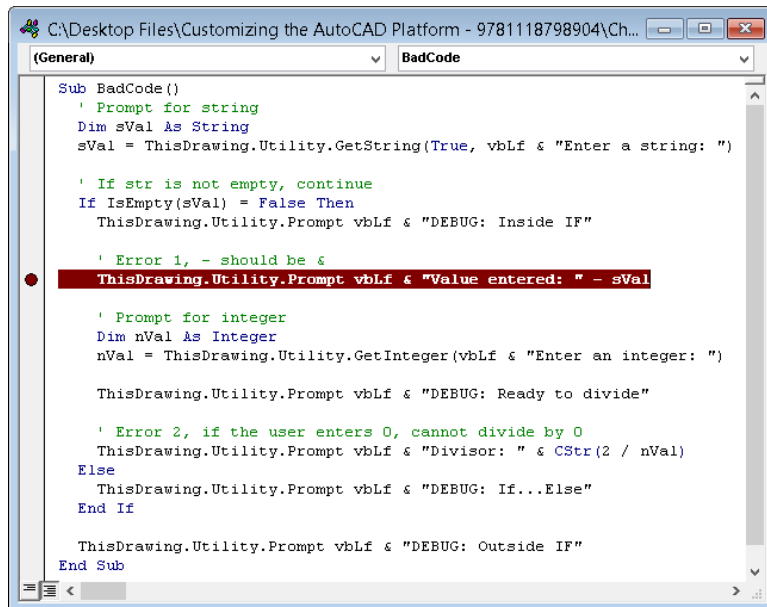 C:\Desktop Files\Customizing the AutoCAD Platform - 9781118798904\Ch...
(General) BadCode
Sub BadCode()
' Prompt for string
Dim sVal As String
sVal = ThisDrawing.Utility.GetString(True, vbLf & "Enter a string: ")
' If str is not empty, continue
If IsEmpty(sVal) = False Then
ThisDrawing.Utility.Prompt vbLf & "DEBUG: Inside IF"
' Error 1, - should be &
ThisDrawing.Utility.Prompt vbLf & "Value entered: " - sVal
' Prompt for integer
Dim nVal As Integer
nVal = ThisDrawing.Utility.GetInteger(vbLf & "Enter an integer: ")
ThisDrawing.Utility.Prompt vbLf & "DEBUG: Ready to divide"
' Error 2, if the user enters 0, cannot divide by 0
ThisDrawing.Utility.Prompt vbLf & "Divisor: " & CStr(2 / nVal)
Else
ThisDrawing.Utility.Prompt vbLf & "DEBUG: If...Else"
End If
ThisDrawing.Utility.Prompt vbLf & "DEBUG: Outside IF"
End Sub